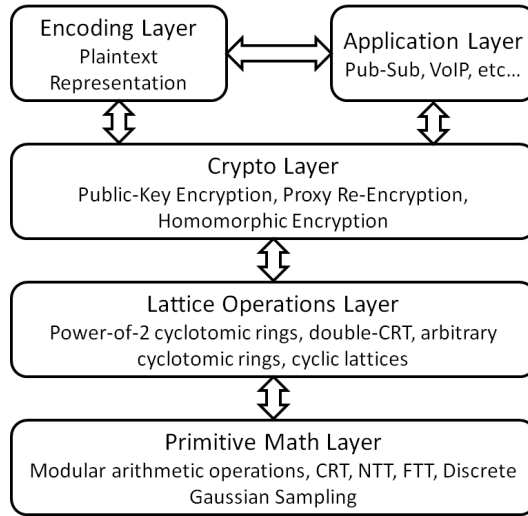 Encoding Layer
Plaintext
Representation
Application Layer
Pub-Sub, VoIP, etc...
Crypto Layer
Public-Key Encryption, Proxy Re-Encryption,
Homomorphic Encryption
Lattice Operations Layer
Power-of-2 cyclotomic rings, double-CRT, arbitrary
cyclotomic rings, cyclic lattices
Primitive Math Layer
Modular arithmetic operations, CRT, NTT, FTT, Discrete
Gaussian Sampling